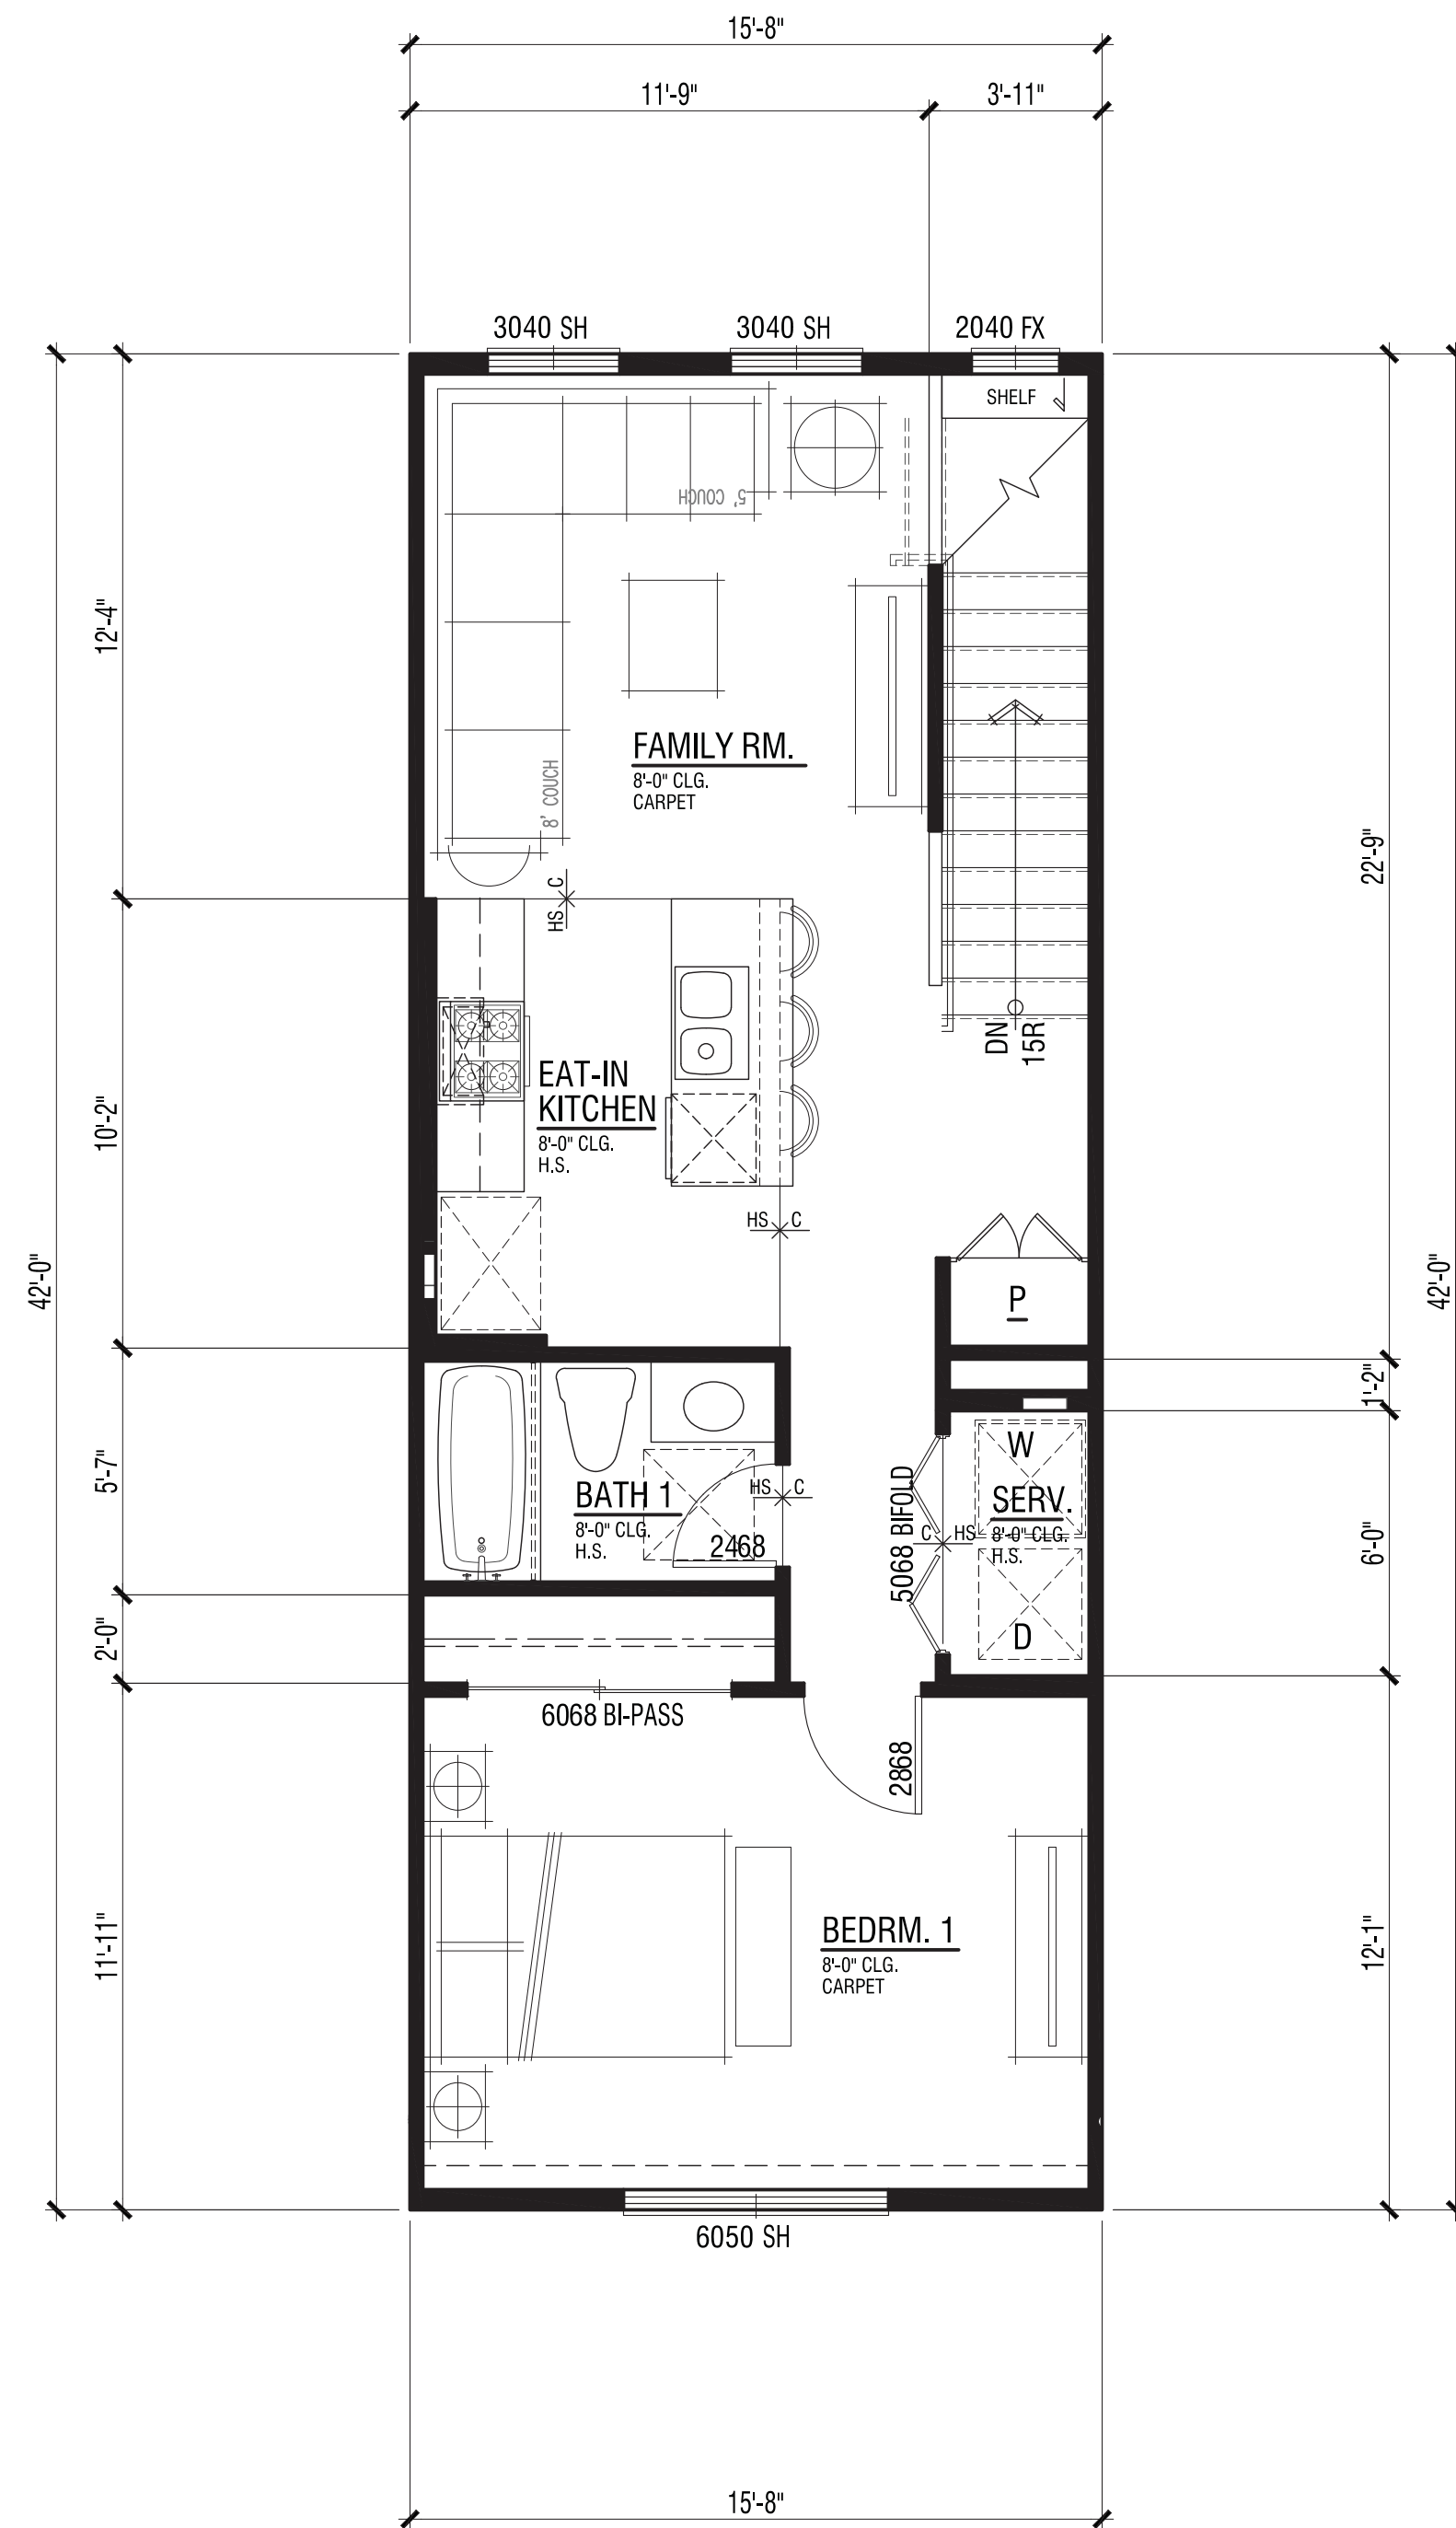 15'-8"
11'-9"
3'-11"
3040 SH
3040 SH
2040 FX
SHELF
5' COUCH
12'-4"
FAMILY RM.
8'-0" CLG.
CARPET
8' COUCH
22'-9"
HS C
DN
15R
EAT-IN
KITCHEN
8'-0" CLG.
H.S.
10'-2"
HS C
42'-0"
42'-0"
P
1'-2"
5'-7"
W
BATH 1
8'-0" CLG.
H.S.
HS C
2468
5068 BIFOLD
C HS
SERV.
8'-0" CLG.
H.S.
6'-0"
D
2'-0"
6068 BI-PASS
2868
11'-11"
BEDRM. 1
8'-0" CLG.
CARPET
12'-1"
6050 SH
15'-8"